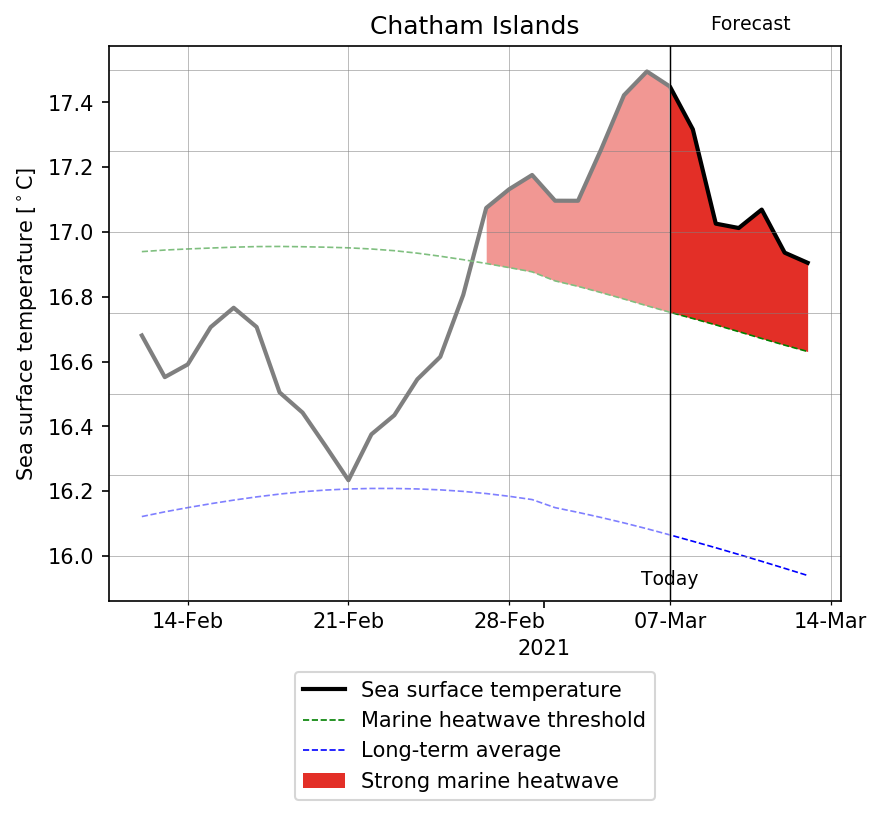 Chatham Islands
Forecast
Sea surface temperature [°C]
17.4
17.2
17.0
16.8
16.6
16.4
16.2
16.0
Today
14-Feb
21-Feb
28-Feb
07-Mar
14-Mar
2021
Sea surface temperature
Marine heatwave threshold
Long-term average
Strong marine heatwave